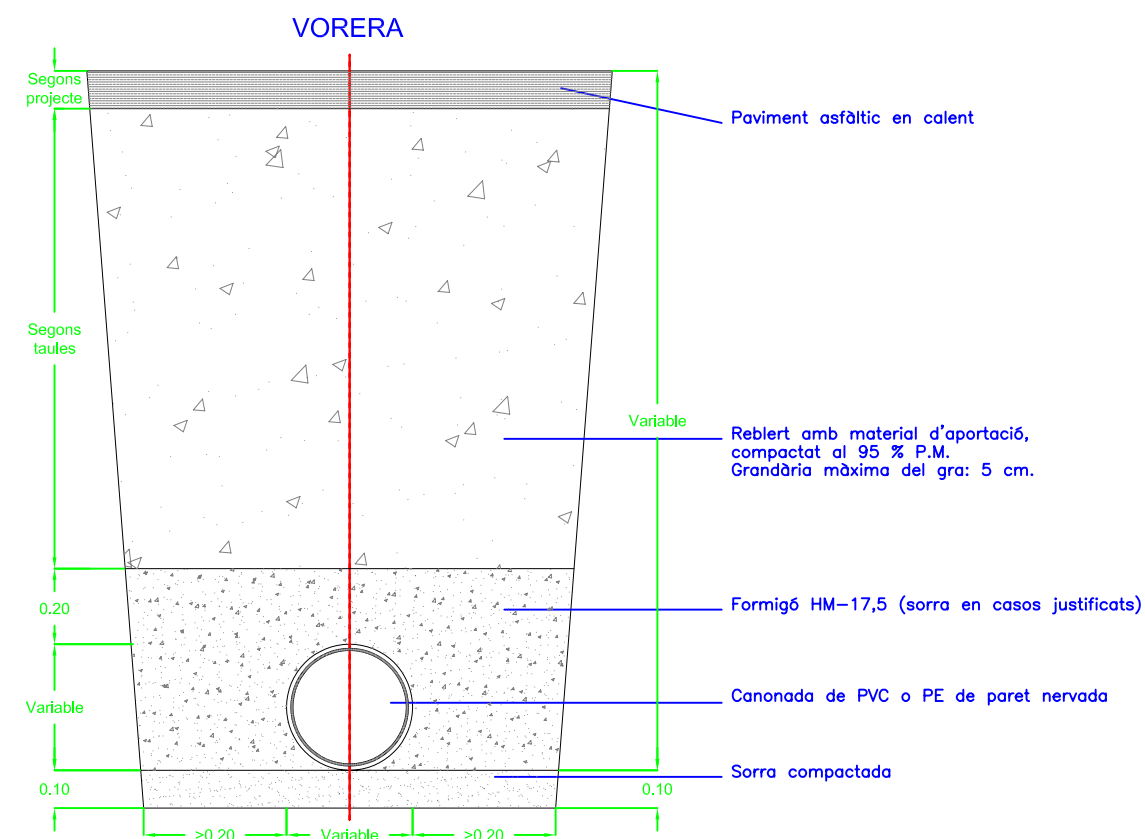 VORERA
Segons
projecte
Paviment asfàltic en calent
Segons
taules
Variable
Reblert amb material d'aportació,
compactat al 95 % P.M.
Grandària màxima del gra: 5 cm.
0.20
Formigó HM-17,5 (sorra en casos justificats)
Variable
Canonada de PVC o PE de paret nervada
0.10
Sorra compactada
0.10
>0.20
Variable
>0.20